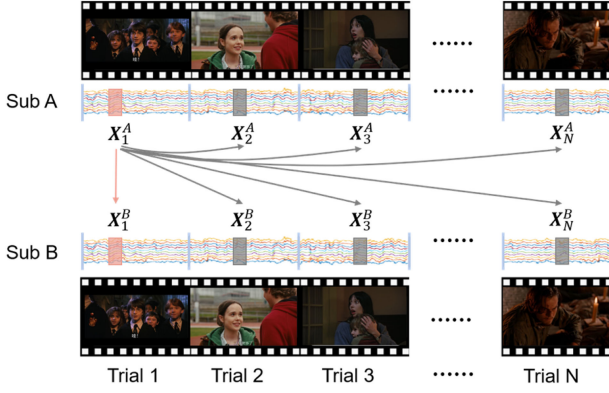 ......
Sub A
......
X_1^A X_2^A X_3^A X_N^A
X_1^B X_2^B X_3^B X_N^B
......
Sub B
......
Trial 1 Trial 2 Trial 3 ...... Trial N